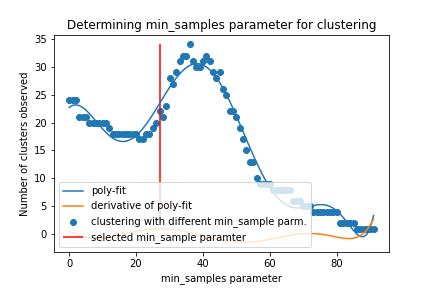 Determining min_samples parameter for clustering
Number of clusters observed
35
30
25
20
15
10
5
0
poly-fit
derivative of poly-fit
clustering with different min_sample parm.
selected min_sample paramter
0
20
40
60
80
min_samples parameter